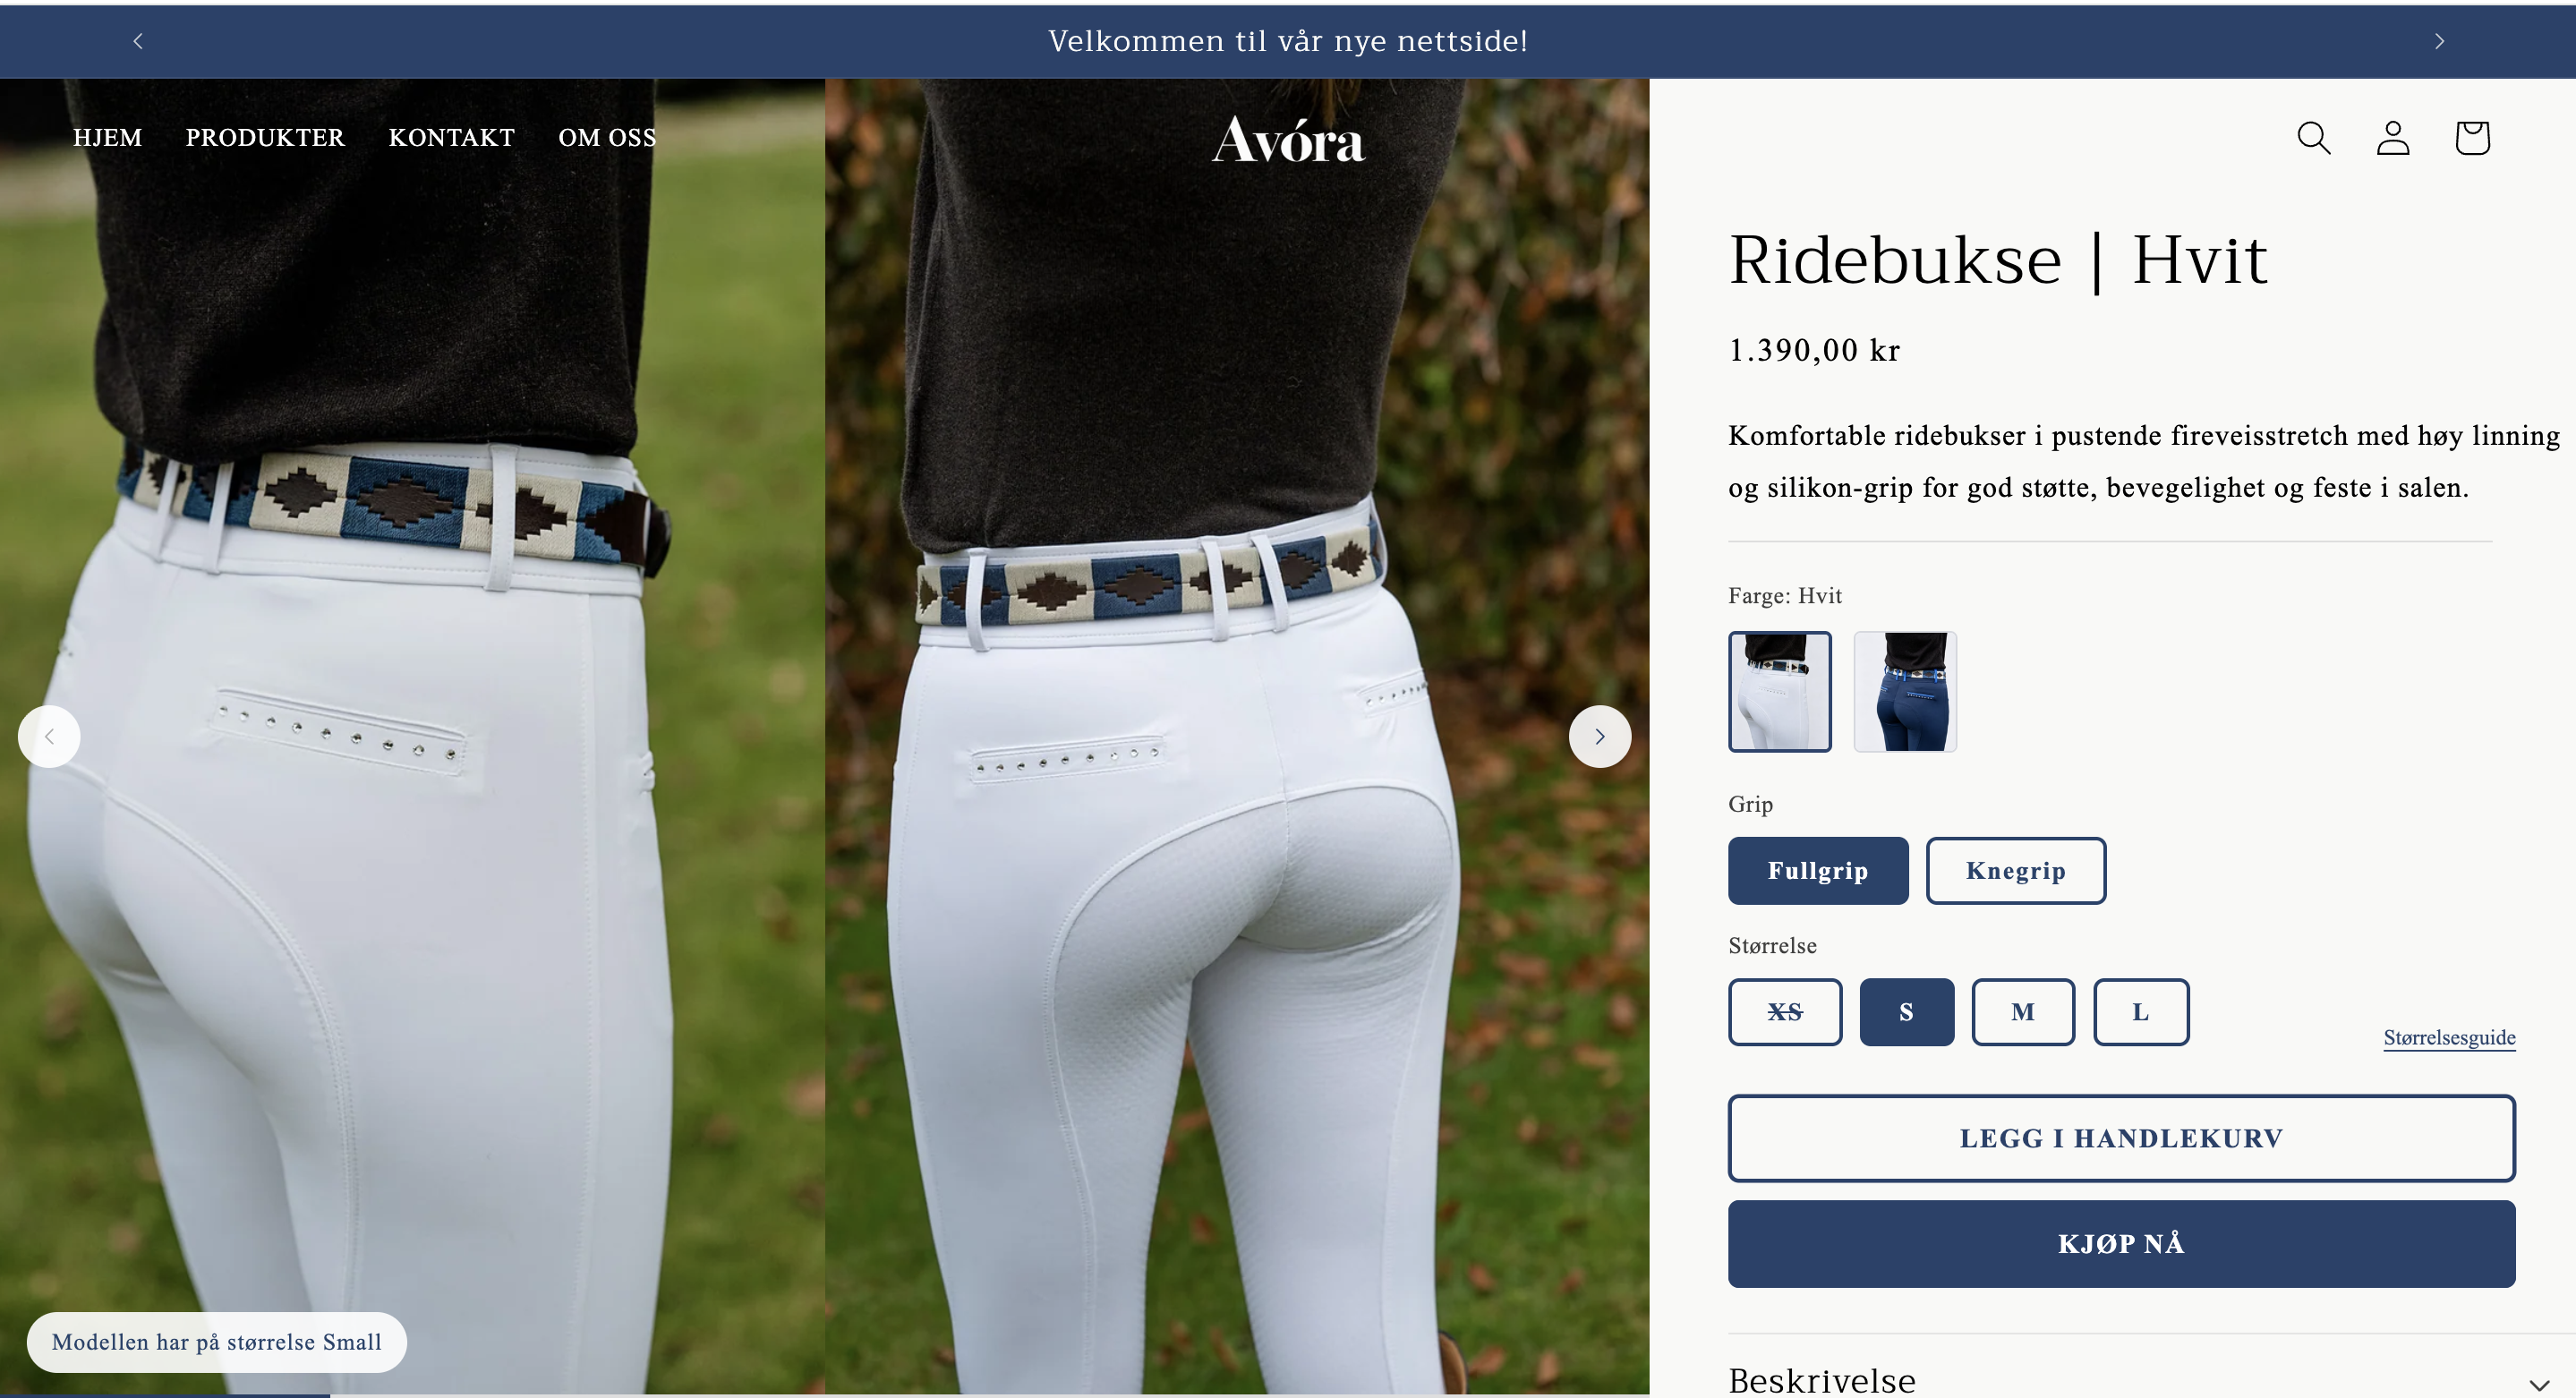 Velkommen til vår nye nettside!
HJEM PRODUKTER KONTAKT OM OSS
Avóra
Ridebukse | Hvit
1.390,00 kr
Komfortable ridebukser i pustende fireveisstretch med høy linning
og silikon-grip for god støtte, bevegelighet og feste i salen.
Farge: Hvit
Grip
Fullgrip Knegrip
Størrelse
XS S M L
Størrelsesguide
LEGG I HANDLEKURV
KJØP NÅ
Modellen har på størrelse Small
Beskrivelse